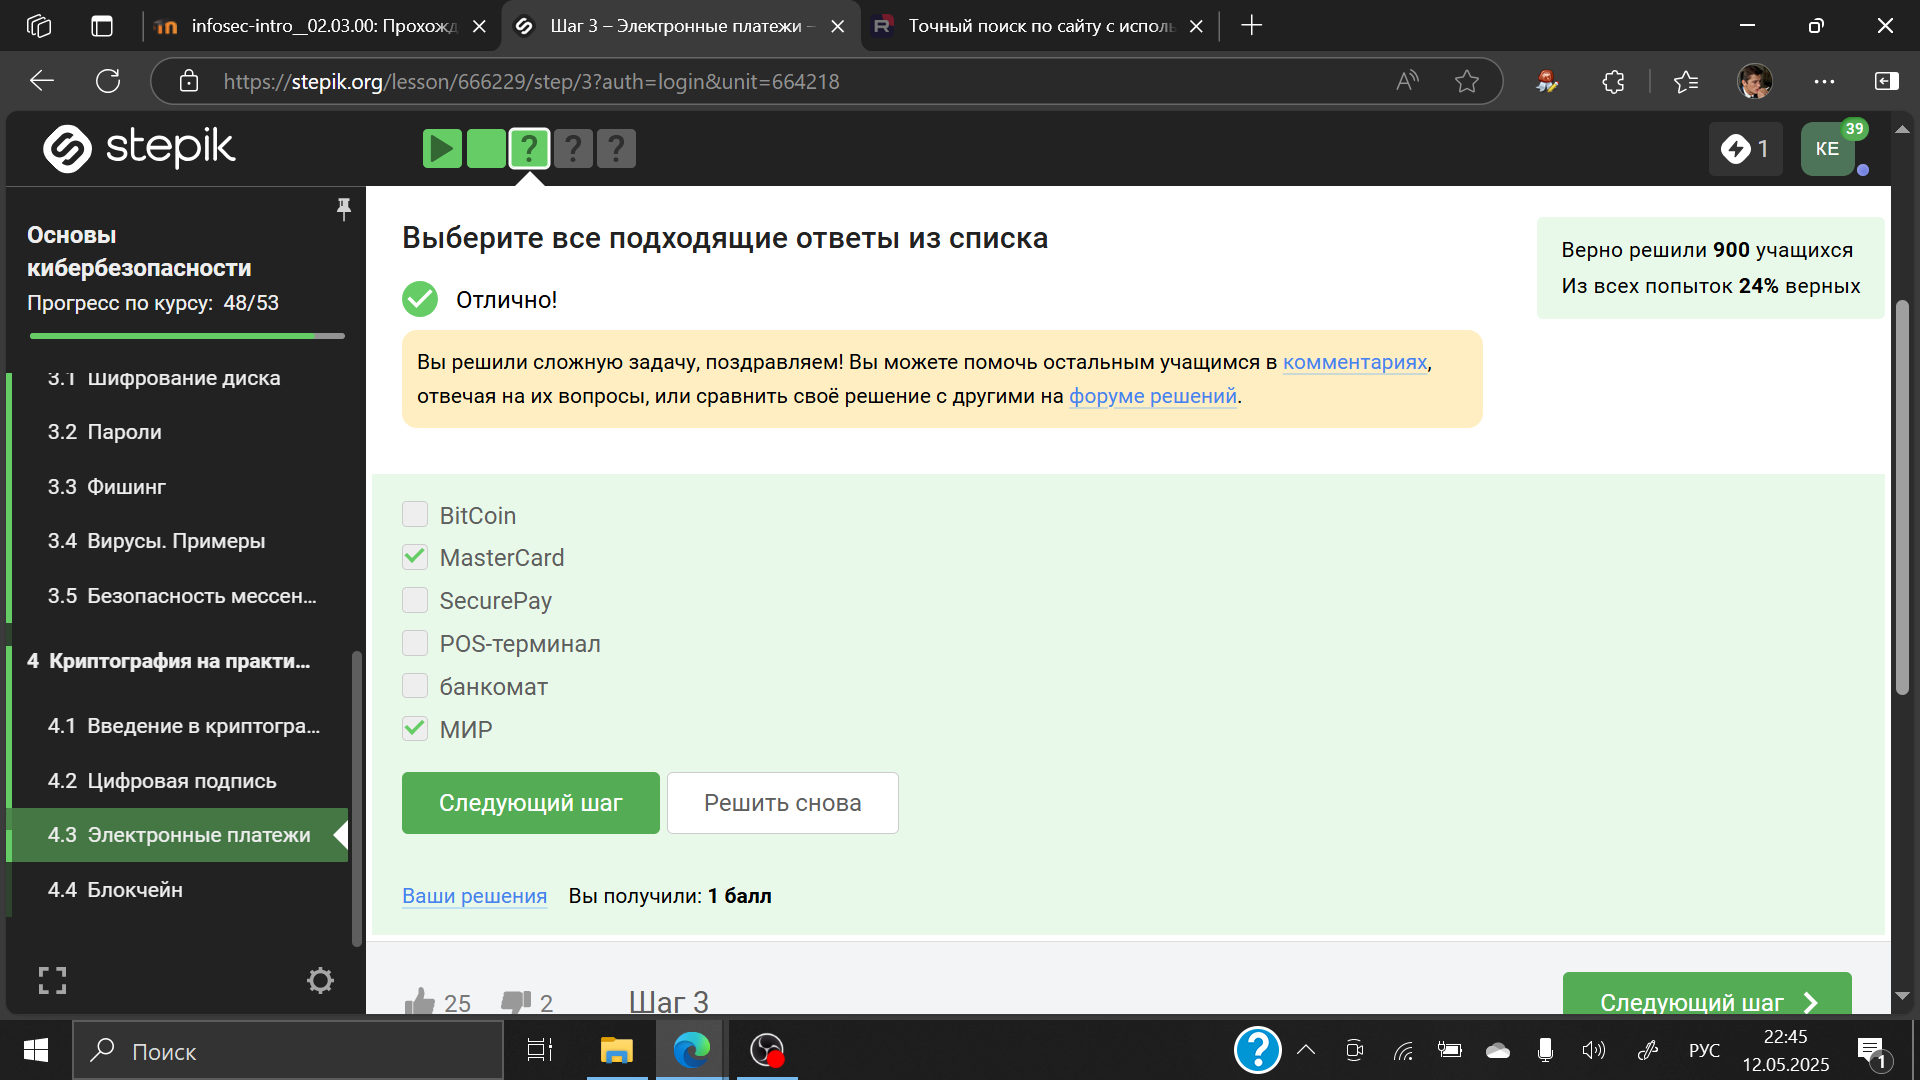 infosec-intro__02.03.00: Прохожд
Шаг 3 – Электронные платежи –
Точный поиск по сайту с исполь
https://stepik.org/lesson/666229/step/3?auth=login&unit=664218
stepik
? ? ?
1
КЕ
39
Основы
кибербезопасности
Прогресс по курсу: 48/53
3.1 Шифрование диска
3.2 Пароли
3.3 Фишинг
3.4 Вирусы. Примеры
3.5 Безопасность мессен...
4 Криптография на практи...
4.1 Введение в криптогра...
4.2 Цифровая подпись
4.3 Электронные платежи
4.4 Блокчейн
Выберите все подходящие ответы из списка
Отлично!
Верно решили 900 учащихся
Из всех попыток 24% верных
Вы решили сложную задачу, поздравляем! Вы можете помочь остальным учащимся в комментариях,
отвечая на их вопросы, или сравнить своё решение с другими на форуме решений.
BitCoin
MasterCard
SecurePay
POS-терминал
банкомат
МИР
Следующий шаг
Решить снова
Ваши решения Вы получили: 1 балл
25 2 Шаг 3
Следующий шаг
Поиск
?
РУС
22:45
12.05.2025
1